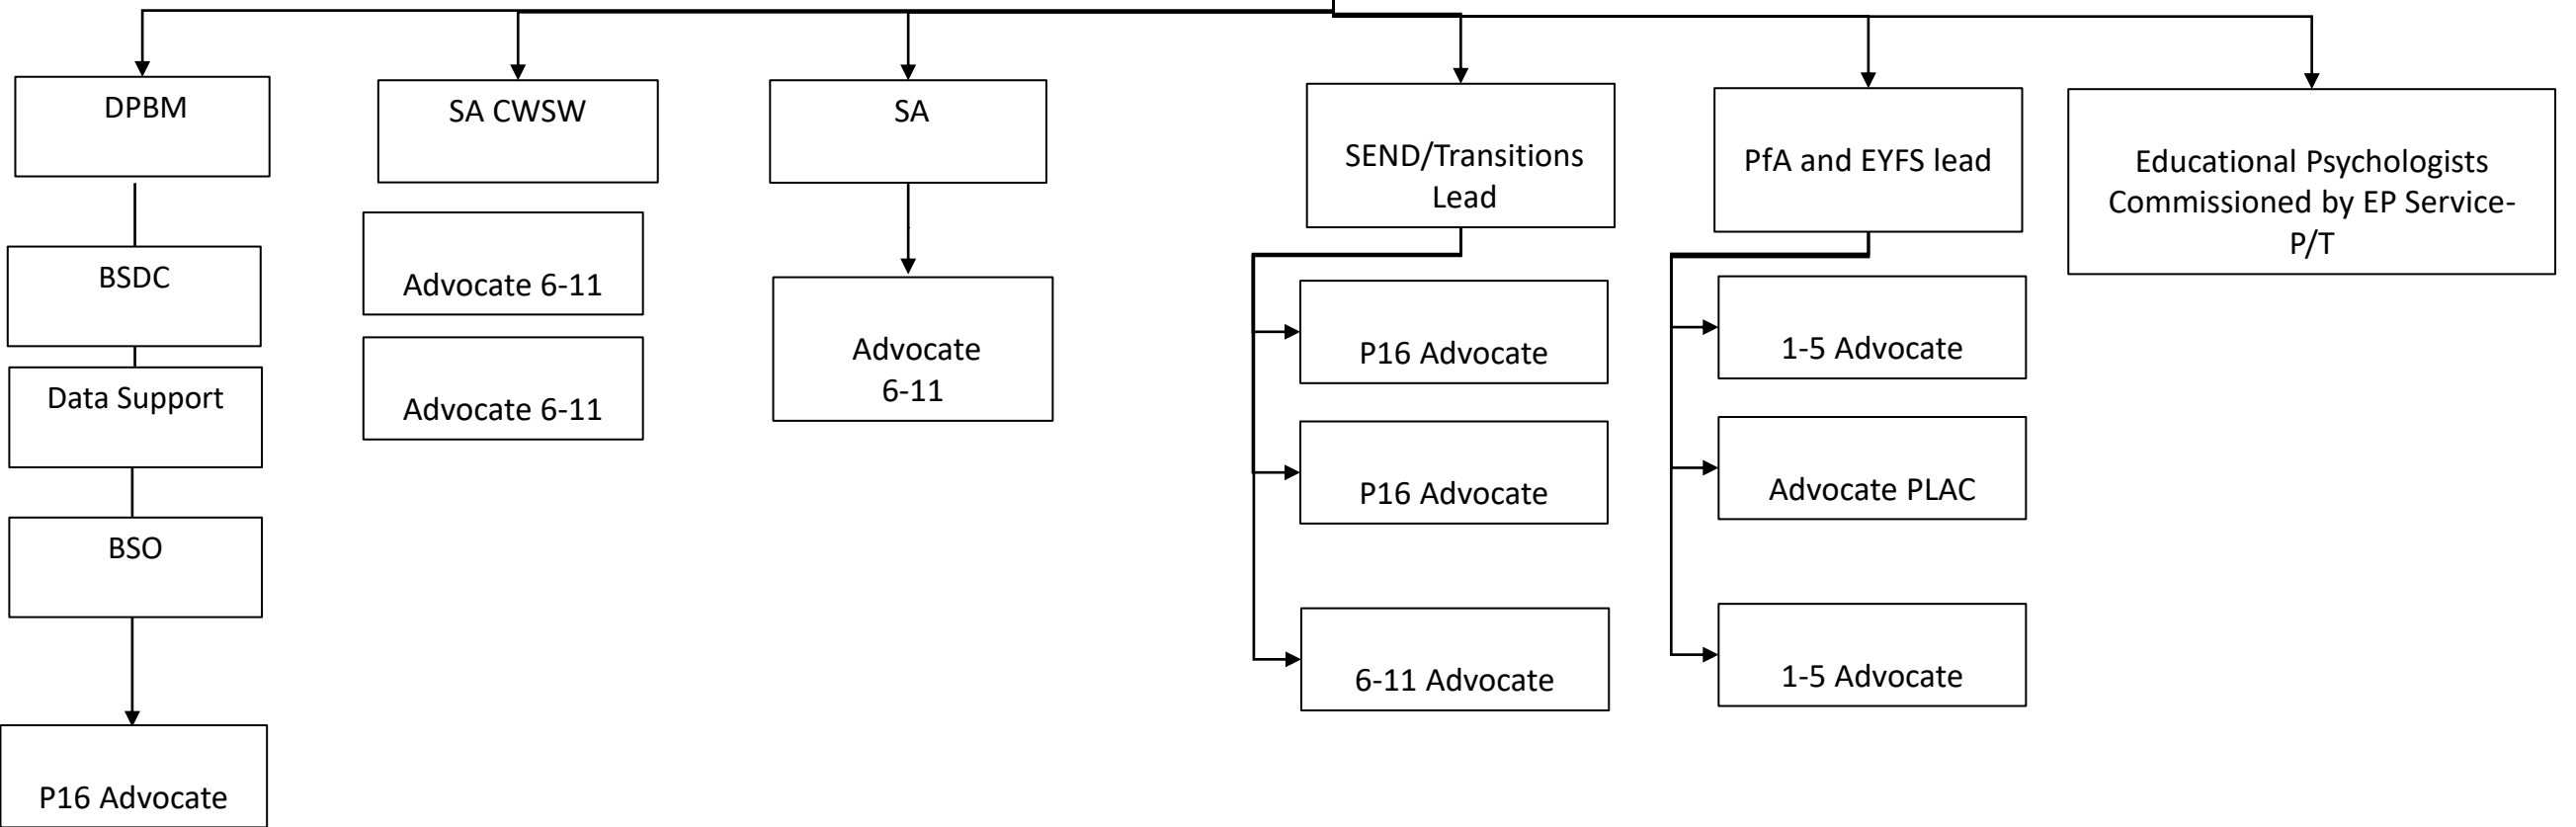 DPBM
SA CWSW
SA
SEND/Transitions
Lead
PfA and EYFS lead
Educational Psychologists
Commissioned by EP Service-
P/T
BSDC
Data Support
BSO
P16 Advocate
Advocate 6-11
Advocate 6-11
Advocate
6-11
P16 Advocate
P16 Advocate
6-11 Advocate
1-5 Advocate
Advocate PLAC
1-5 Advocate